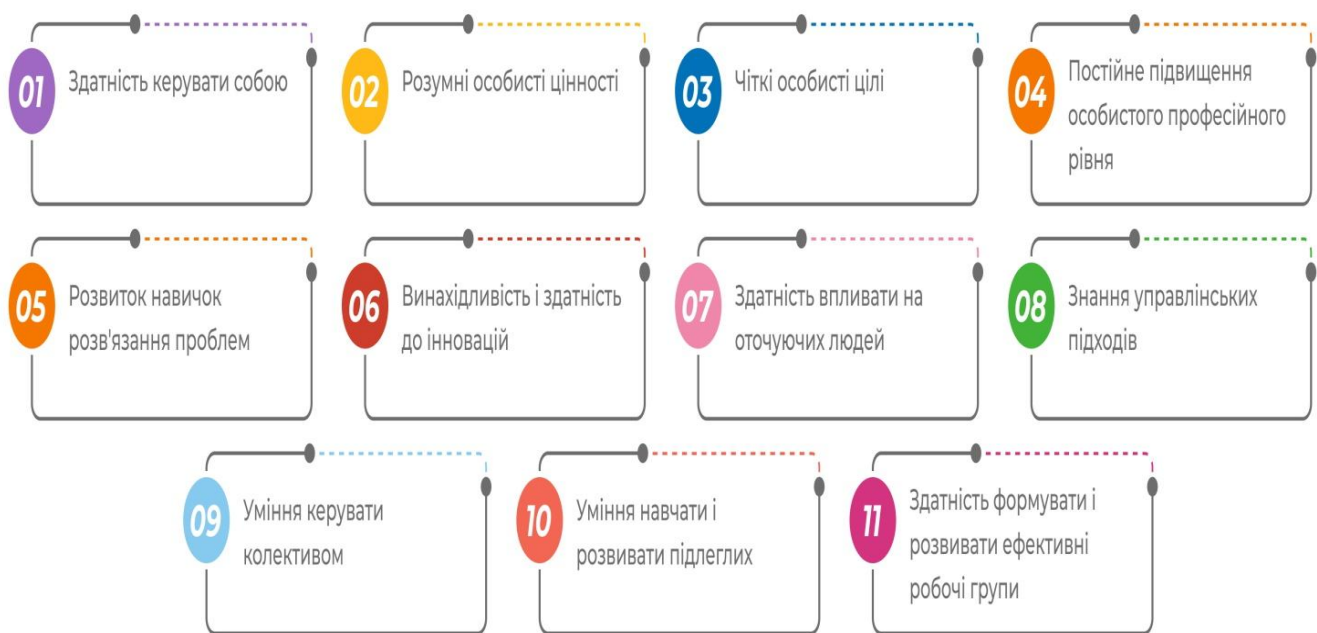 01
Здатність керувати собою
02
Розумні особисті цінності
03
Чіткі особисті цілі
04
Постійне підвищення
особистого професійного
рівня
05
Розвиток навичок
розв'язання проблем
06
Винахідливість і здатність
до інновацій
07
Здатність впливати на
оточуючих людей
08
Знання управлінських
підходів
09
Уміння керувати
колективом
10
Уміння навчати і
розвивати підлеглих
11
Здатність формувати і
розвивати ефективні
робочі групи